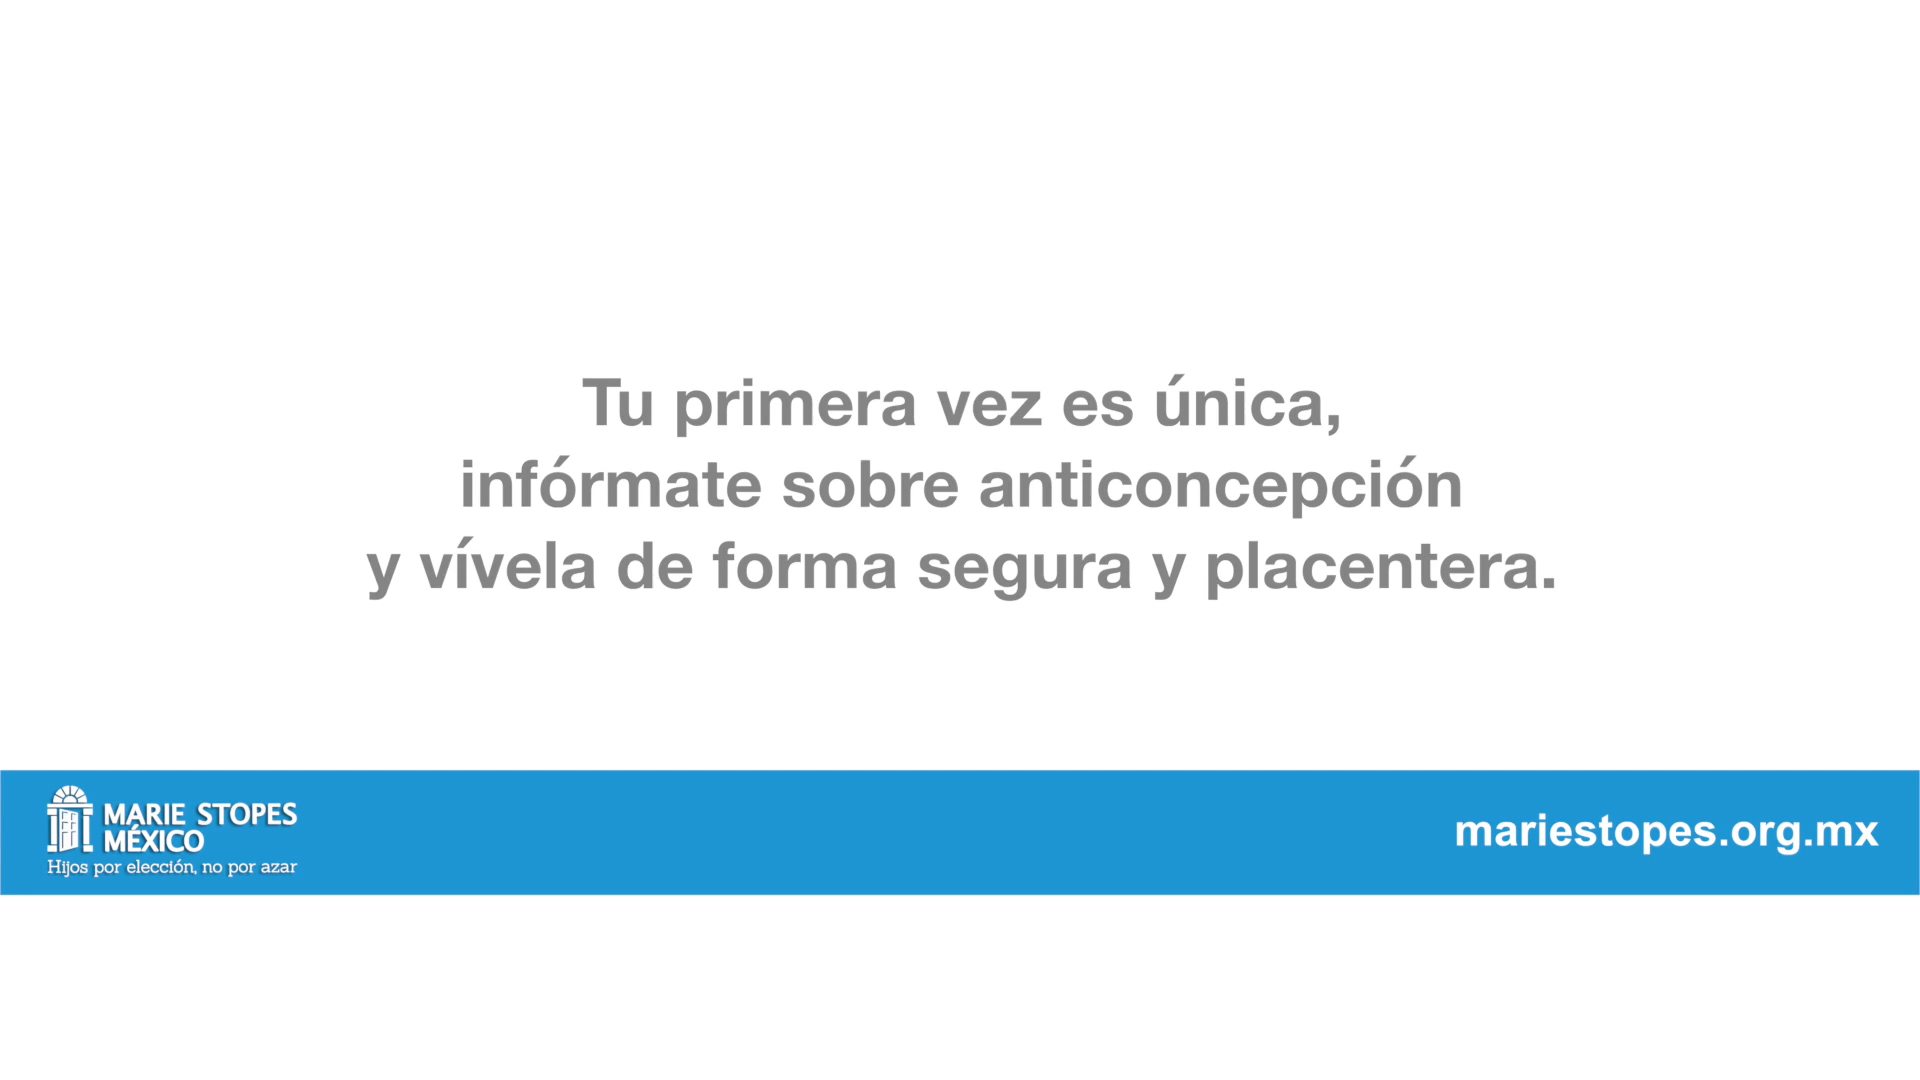 Tu primera vez es única,
infórmate sobre anticoncepción
y vívela de forma segura y placentera.
MARIE STOPES
MÉXICO
Hijos por elección, no por azar
mariestopes.org.mx